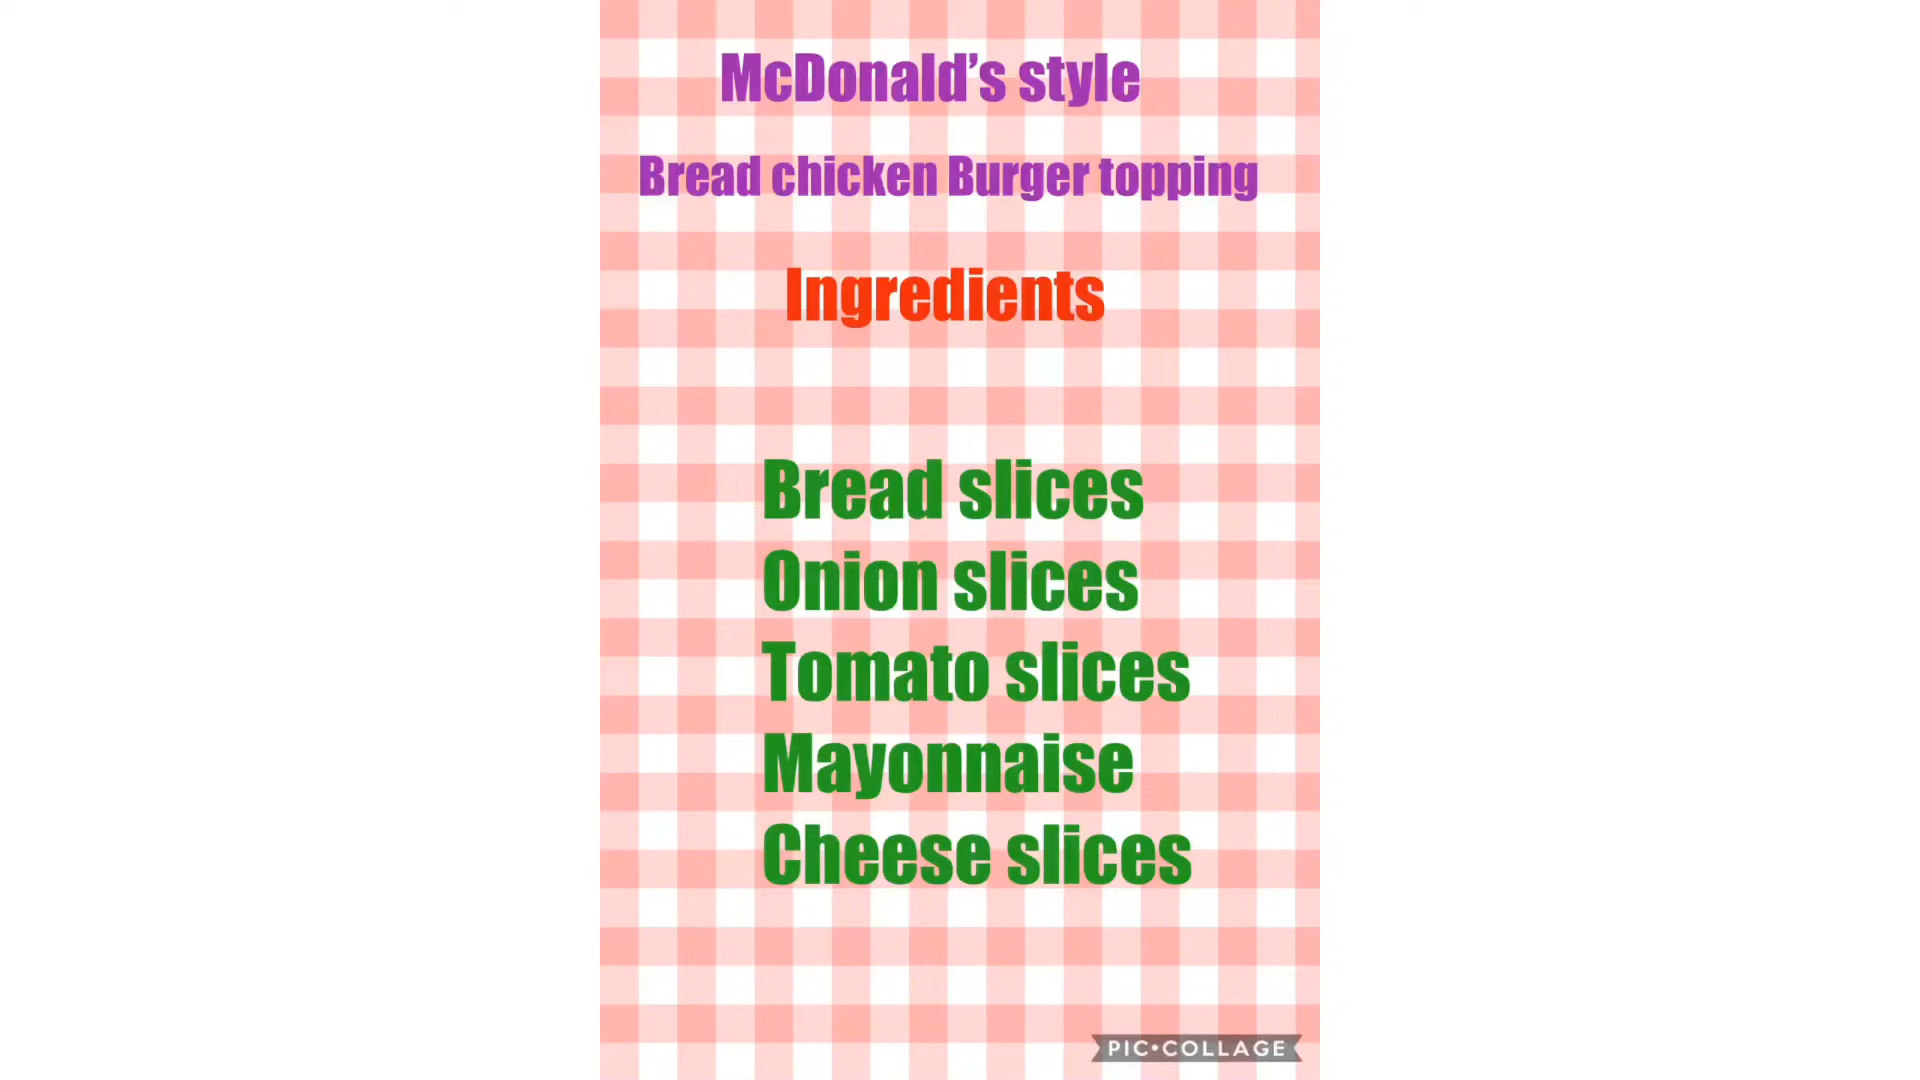 McDonald’s style
Bread chicken Burger topping
Ingredients
Bread slices
Onion slices
Tomato slices
Mayonnaise
Cheese slices
PIC•COLLAGE